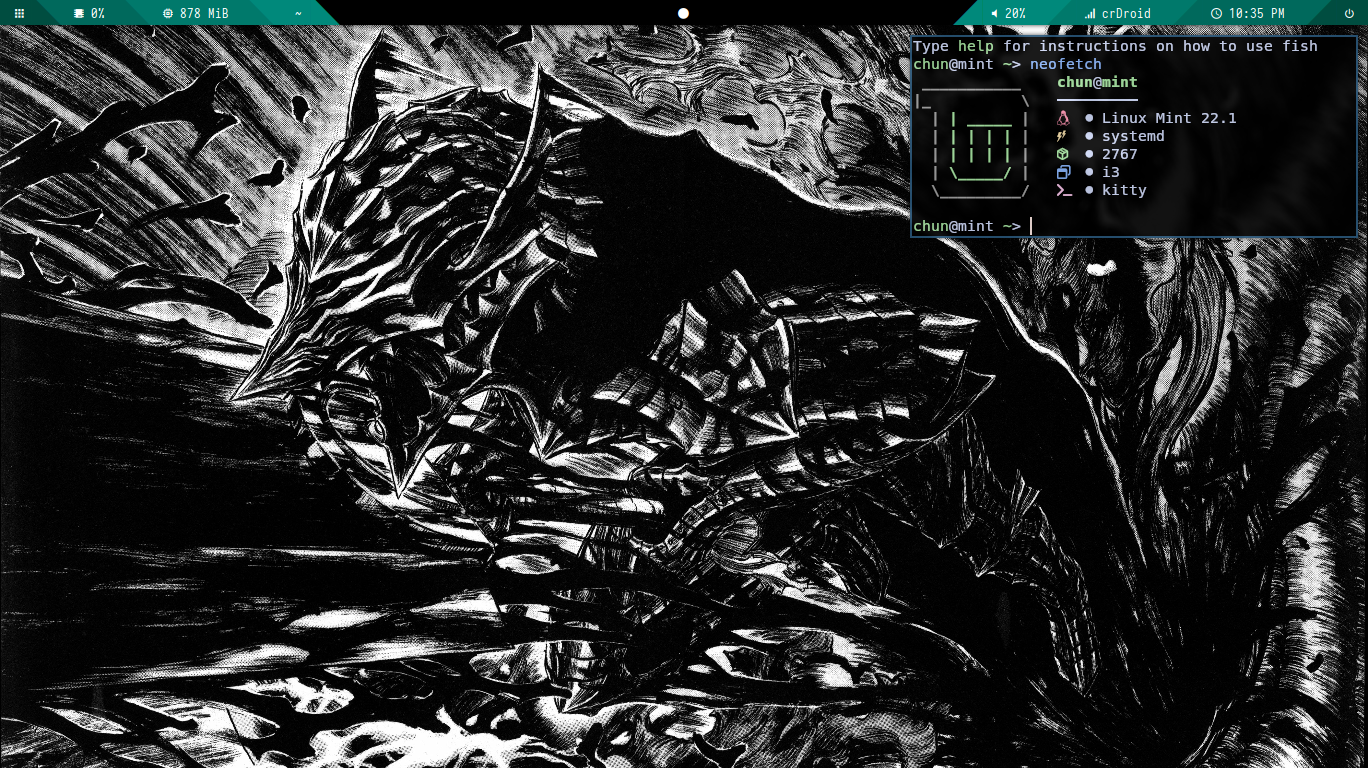 0% 878 MiB ~ 20% crDroid 10:35 PM
Type help for instructions on how to use fish
chun@mint ~> neofetch
chun@mint
Linux Mint 22.1
systemd
2767
i3
kitty
chun@mint ~>